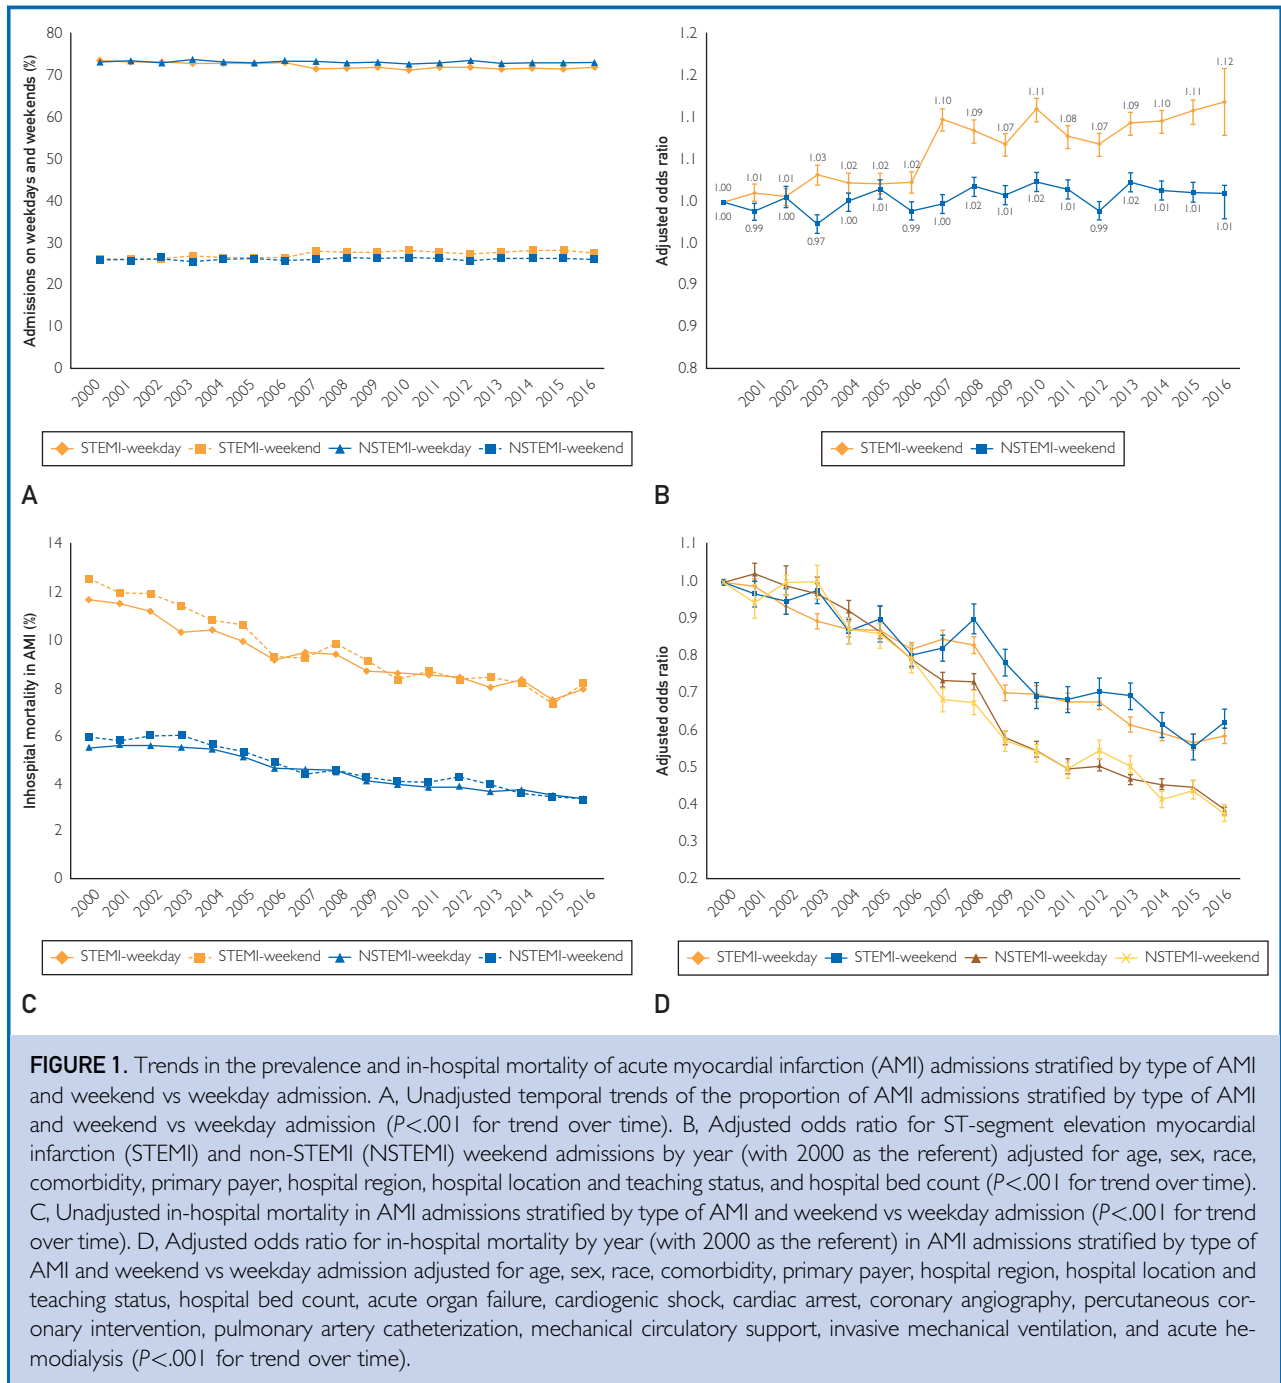 80
70
60
50
40
30
20
10
0
Admissions on weekdays and weekends (%)
2000 2001 2002 2003 2004 2005 2006 2007 2008 2009 2010 2011 2012 2013 2014 2015 2016
STEMI-weekday STEMI-weekend NSTEMI-weekday NSTEMI-weekend
A
1.2
1.2
1.1
1.1
1.0
1.0
0.9
0.9
0.8
Adjusted odds ratio
1.00 1.01 1.01 1.03 1.02 1.02 1.02 1.10 1.09 1.07 1.11 1.08 1.07 1.09 1.10 1.11 1.12
1.00 0.99 1.00 0.97 1.00 1.01 0.99 1.00 1.02 1.01 1.02 1.01 0.99 1.02 1.01 1.01 1.01
2001 2002 2003 2004 2005 2006 2007 2008 2009 2010 2011 2012 2013 2014 2015 2016
STEMI-weekend NSTEMI-weekend
B
14
12
10
8
6
4
2
0
Inhospital mortality in AMI (%)
2000 2001 2002 2003 2004 2005 2006 2007 2008 2009 2010 2011 2012 2013 2014 2015 2016
STEMI-weekday STEMI-weekend NSTEMI-weekday NSTEMI-weekend
C
1.1
1.0
0.9
0.8
0.7
0.6
0.5
0.4
0.3
0.2
Adjusted odds ratio
2000 2001 2002 2003 2004 2005 2006 2007 2008 2009 2010 2011 2012 2013 2014 2015 2016
STEMI-weekday STEMI-weekend NSTEMI-weekday NSTEMI-weekend
D
FIGURE 1. Trends in the prevalence and in-hospital mortality of acute myocardial infarction (AMI) admissions stratified by type of AMI
and weekend vs weekday admission. A, Unadjusted temporal trends of the proportion of AMI admissions stratified by type of AMI
and weekend vs weekday admission (P<.001 for trend over time). B, Adjusted odds ratio for ST-segment elevation myocardial
infarction (STEMI) and non-STEMI (NSTEMI) weekend admissions by year (with 2000 as the referent) adjusted for age, sex, race,
comorbidity, primary payer, hospital region, hospital location and teaching status, and hospital bed count (P<.001 for trend over time).
C, Unadjusted in-hospital mortality in AMI admissions stratified by type of AMI and weekend vs weekday admission (P<.001 for trend
over time). D, Adjusted odds ratio for in-hospital mortality by year (with 2000 as the referent) in AMI admissions stratified by type of
AMI and weekend vs weekday admission adjusted for age, sex, race, comorbidity, primary payer, hospital region, hospital location and
teaching status, hospital bed count, acute organ failure, cardiogenic shock, cardiac arrest, coronary angiography, percutaneous cor-
onary intervention, pulmonary artery catheterization, mechanical circulatory support, invasive mechanical ventilation, and acute he-
modialysis (P<.001 for trend over time).